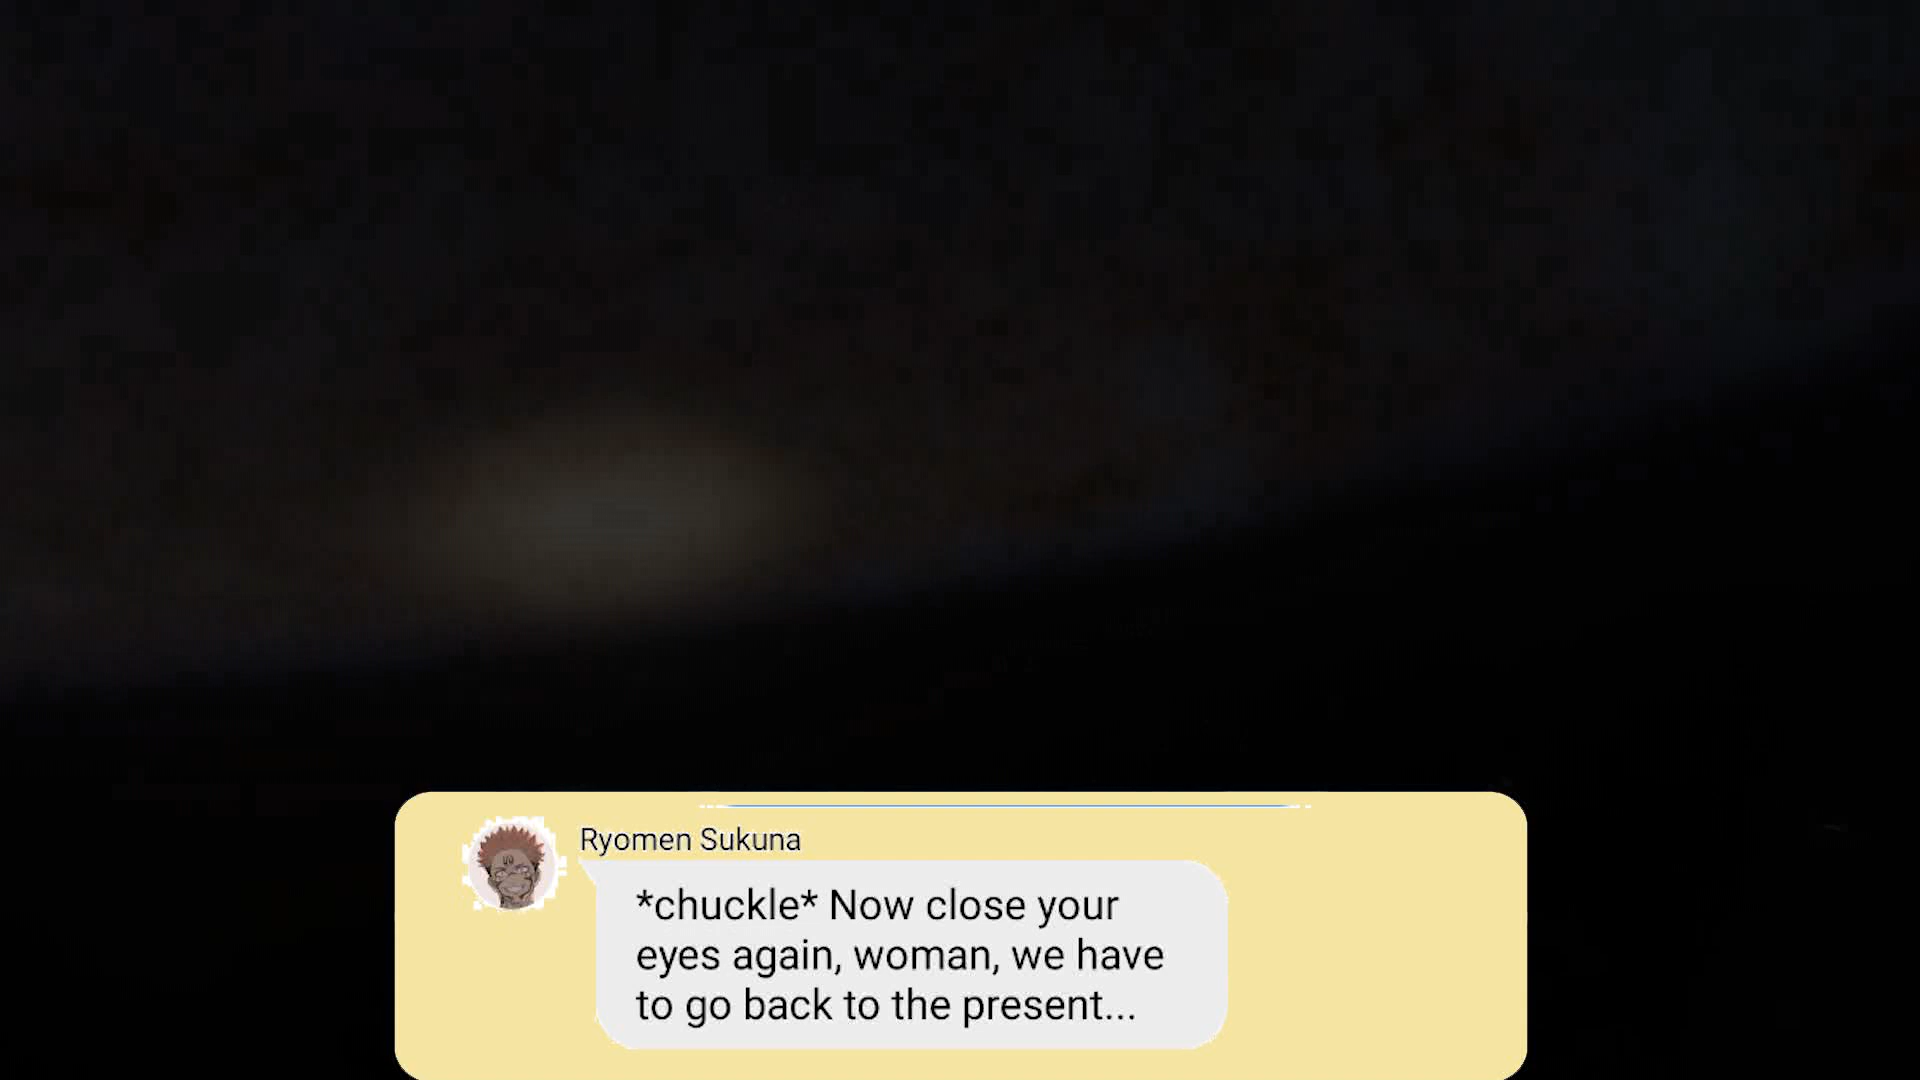 Ryomen Sukuna
*chuckle* Now close your
eyes again, woman, we have
to go back to the present...